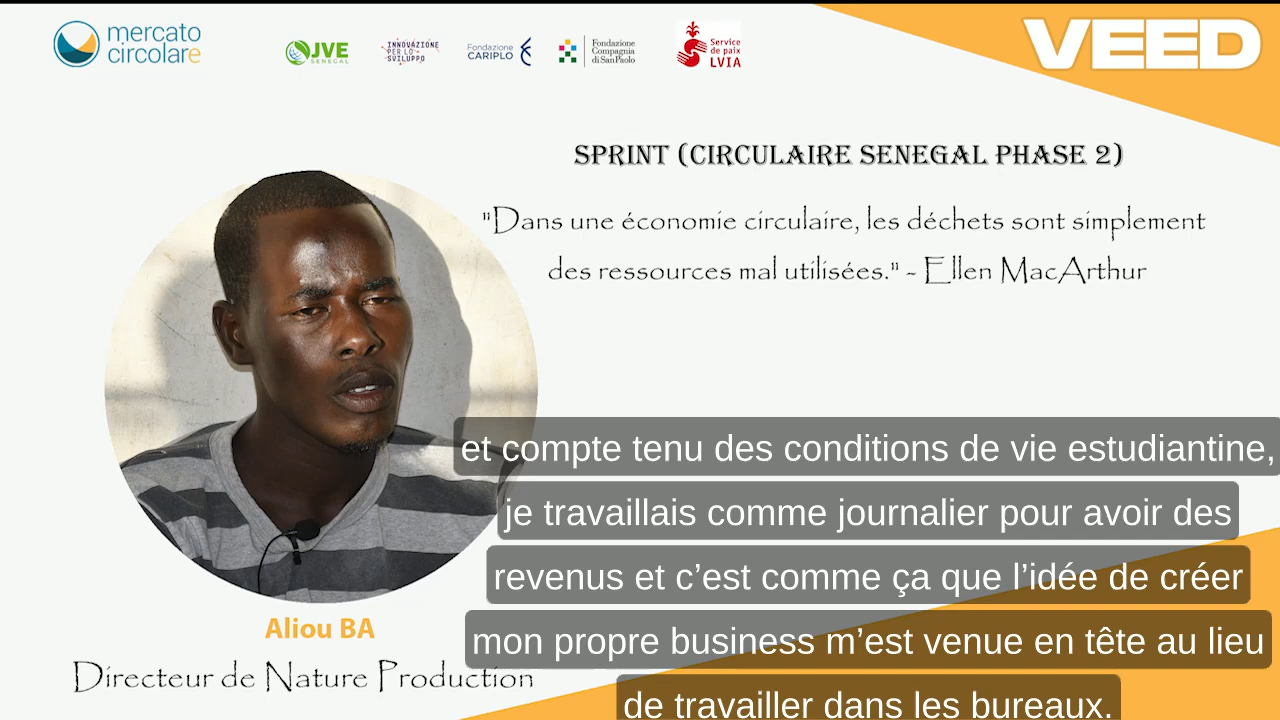 mercato
circolare
JVE
SENEGAL
INNOVAZIONE
PER LO
SVILUPPO
Fondazione
CARIPLO
Fondazione
Compagnia
di San Paolo
Service
de paix
LVIA
VEED
SPRINT (CIRCULAIRE SENEGAL PHASE 2)
"Dans une économie circulaire, les déchets sont simplement
des ressources mal utilisées." - Ellen MacArthur
et compte tenu des conditions de vie estudiantine,
je travaillais comme journalier pour avoir des
revenus et c’est comme ça que l’idée de créer
mon propre business m’est venue en tête au lieu
de travailler dans les bureaux.
Aliou BA
Directeur de Nature Production